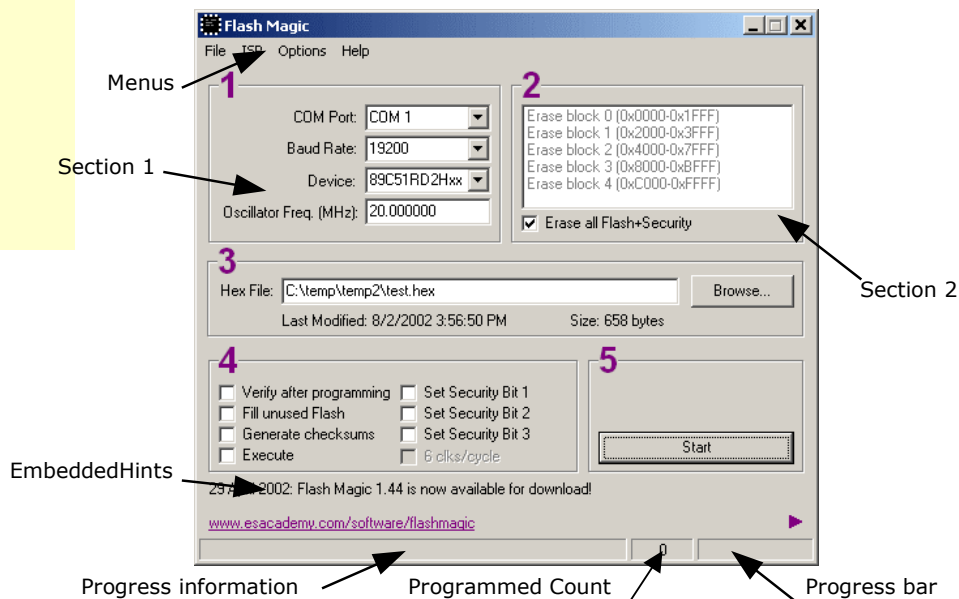 Flash Magic
File ISP Options Help
Menus
1
COM Port: COM 1
Baud Rate: 19200
Section 1
Device: 89C51RD2Hxx
Oscillator Freq. (MHz): 20.000000
2
Erase block 0 (0x0000-0x1FFF)
Erase block 1 (0x2000-0x3FFF)
Erase block 2 (0x4000-0x7FFF)
Erase block 3 (0x8000-0xBFFF)
Erase block 4 (0xC000-0xFFFF)
Erase all Flash+Security
Section 2
3
Hex File: C:\temp\temp2\test.hex Browse...
Last Modified: 8/2/2002 3:56:50 PM Size: 658 bytes
4
Verify after programming Set Security Bit 1
Fill unused Flash Set Security Bit 2
Generate checksums Set Security Bit 3
Execute 6 clks/cycle
5
Start
EmbeddedHints
29 April 2002: Flash Magic 1.44 is now available for download!
www.esacademy.com/software/flashmagic
0
Progress information Programmed Count Progress bar